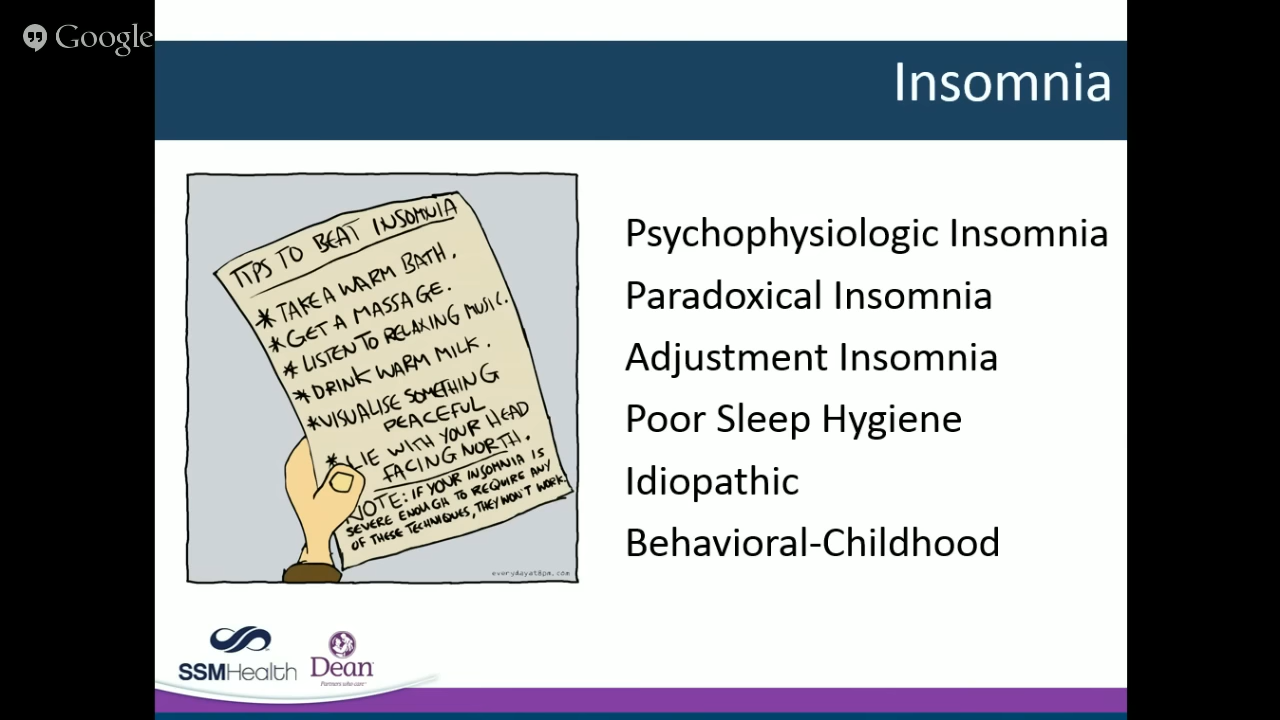 Google
Insomnia
TIPS TO BEAT INSOMNIA
* TAKE A WARM BATH.
* GET A MASSAGE.
* LISTEN TO RELAXING MUSIC.
* DRINK WARM MILK.
* VISUALISE SOMETHING
PEACEFUL
* LIE WITH YOUR HEAD
FACING NORTH.
NOTE: IF YOUR INSOMNIA IS
SEVERE ENOUGH TO REQUIRE ANY
OF THESE TECHNIQUES, THEY WON'T WORK.
everydayat8pm.com
Psychophysiologic Insomnia
Paradoxical Insomnia
Adjustment Insomnia
Poor Sleep Hygiene
Idiopathic
Behavioral-Childhood
SSMHealth
Dean
Partners who care